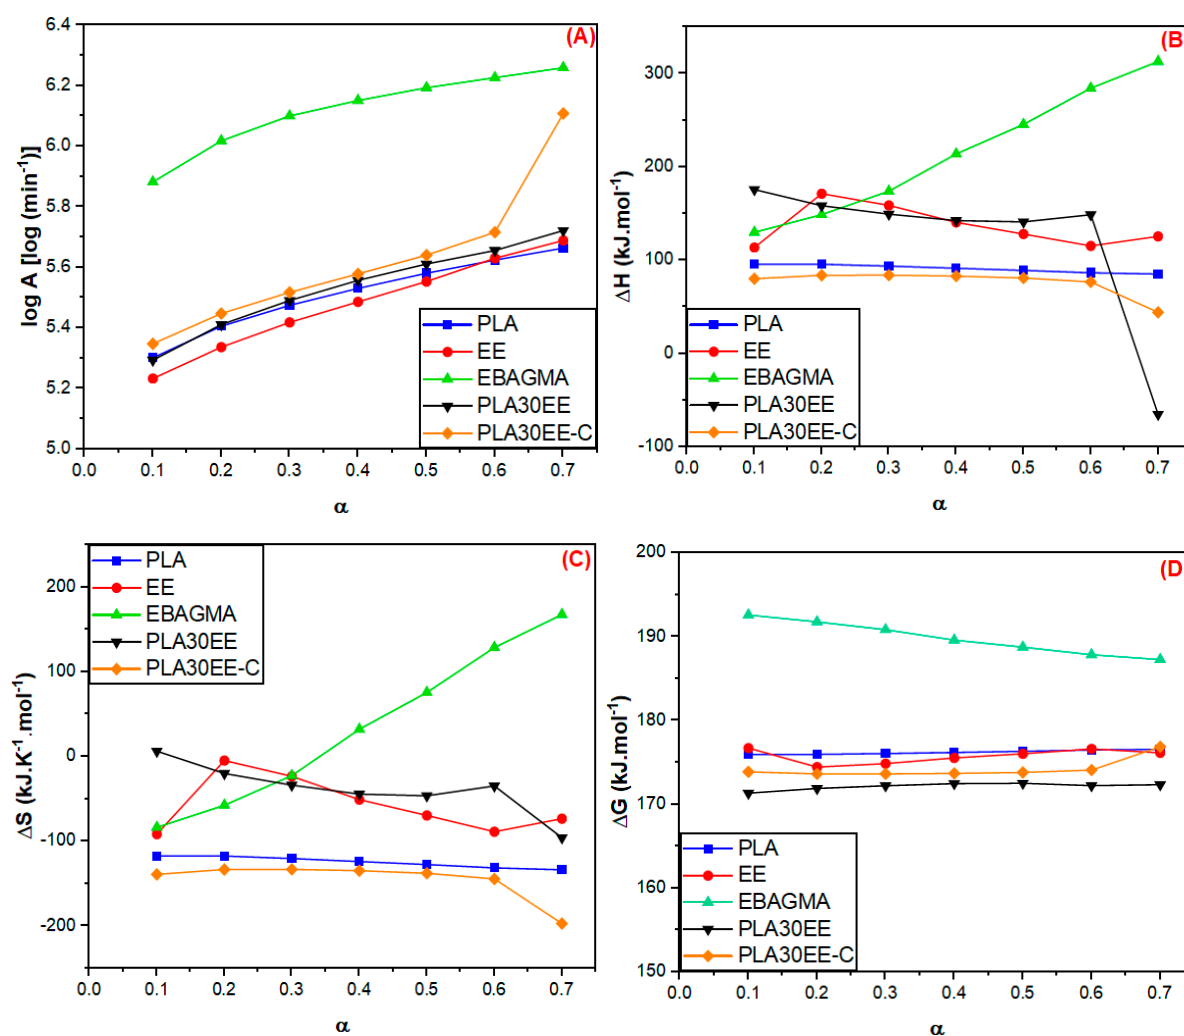 (A)
log A [log (min⁻¹)]
6.4
6.2
6.0
5.8
5.6
5.4
5.2
5.0
PLA
EE
EBAGMA
PLA30EE
PLA30EE-C
0.0 0.1 0.2 0.3 0.4 0.5 0.6 0.7
α
(B)
ΔH (kJ.mol⁻¹)
300
200
100
0
-100
PLA
EE
EBAGMA
PLA30EE
PLA30EE-C
0.0 0.1 0.2 0.3 0.4 0.5 0.6 0.7
α
(C)
ΔS (kJ.K⁻¹.mol⁻¹)
200
100
0
-100
-200
PLA
EE
EBAGMA
PLA30EE
PLA30EE-C
0.0 0.1 0.2 0.3 0.4 0.5 0.6 0.7
α
(D
ΔG (kJ.mol⁻¹)
200
190
180
170
160
150
PLA
EE
EBAGMA
PLA30EE
PLA30EE-C
0.0 0.1 0.2 0.3 0.4 0.5 0.6 0.7
α